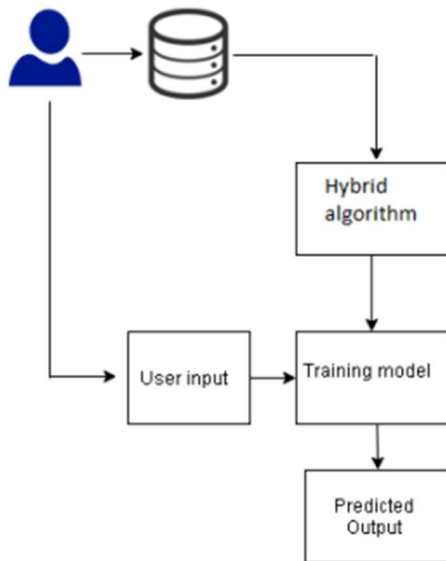 Hybrid
algorithm
User input
Training model
Predicted
Output